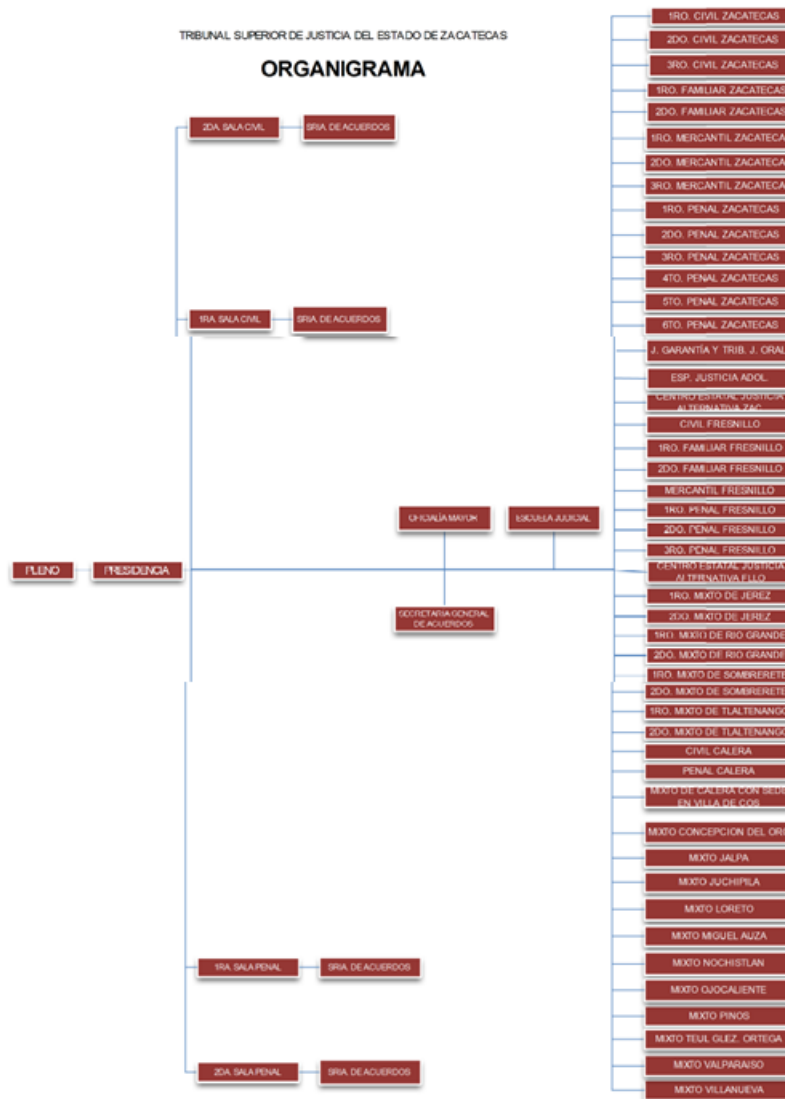 TRIBUNAL SUPERIOR DE JUSTICIA DEL ESTADO DE ZACATECAS
ORGANIGRAMA
2DA. SALA CIVIL
SRIA. DE ACUERDOS
1RA. SALA CIVIL
SRIA. DE ACUERDOS
PLENO
PRESIDENCIA
OFICIALÍA MAYOR
ESCUELA JUDICIAL
SECRETARIA GENERAL
DE ACUERDOS
1RA. SALA PENAL
SRIA. DE ACUERDOS
2DA. SALA PENAL
SRIA. DE ACUERDOS
1RO. CIVIL ZACATECAS
2DO. CIVIL ZACATECAS
3RO. CIVIL ZACATECAS
1RO. FAMILIAR ZACATECAS
2DO. FAMILIAR ZACATECAS
1RO. MERCANTIL ZACATECA
2DO. MERCANTIL ZACATECA
3RO. MERCANTIL ZACATECA
1RO. PENAL ZACATECAS
2DO. PENAL ZACATECAS
3RO. PENAL ZACATECAS
4TO. PENAL ZACATECAS
5TO. PENAL ZACATECAS
6TO. PENAL ZACATECAS
J. GARANTÍA Y TRIB. J. ORAL
ESP. JUSTICIA ADOL.
CENTRO ESTATAL JUSTICIA
ALTERNATIVA ZAC
CIVIL FRESNILLO
1RO. FAMILIAR FRESNILLO
2DO. FAMILIAR FRESNILLO
MERCANTIL FRESNILLO
1RO. PENAL FRESNILLO
2DO. PENAL FRESNILLO
3RO. PENAL FRESNILLO
CENTRO ESTATAL JUSTICIA
ALTERNATIVA FLLO
1RO. MIXTO DE JEREZ
2DO. MIXTO DE JEREZ
1RO. MIXTO DE RIO GRANDE
2DO. MIXTO DE RIO GRANDE
1RO. MIXTO DE SOMBRERETE
2DO. MIXTO DE SOMBRERETE
1RO. MIXTO DE TLALTENANGO
2DO. MIXTO DE TLALTENANGO
CIVIL CALERA
PENAL CALERA
MIXTO DE CALERA CON SEDE
EN VILLA DE COS
MIXTO CONCEPCION DEL ORO
MIXTO JALPA
MIXTO JUCHIPILA
MIXTO LORETO
MIXTO MIGUEL AUZA
MIXTO NOCHISTLAN
MIXTO OJOCALIENTE
MIXTO PINOS
MIXTO TEUL GLEZ. ORTEGA
MIXTO VALPARAISO
MIXTO VILLANUEVA